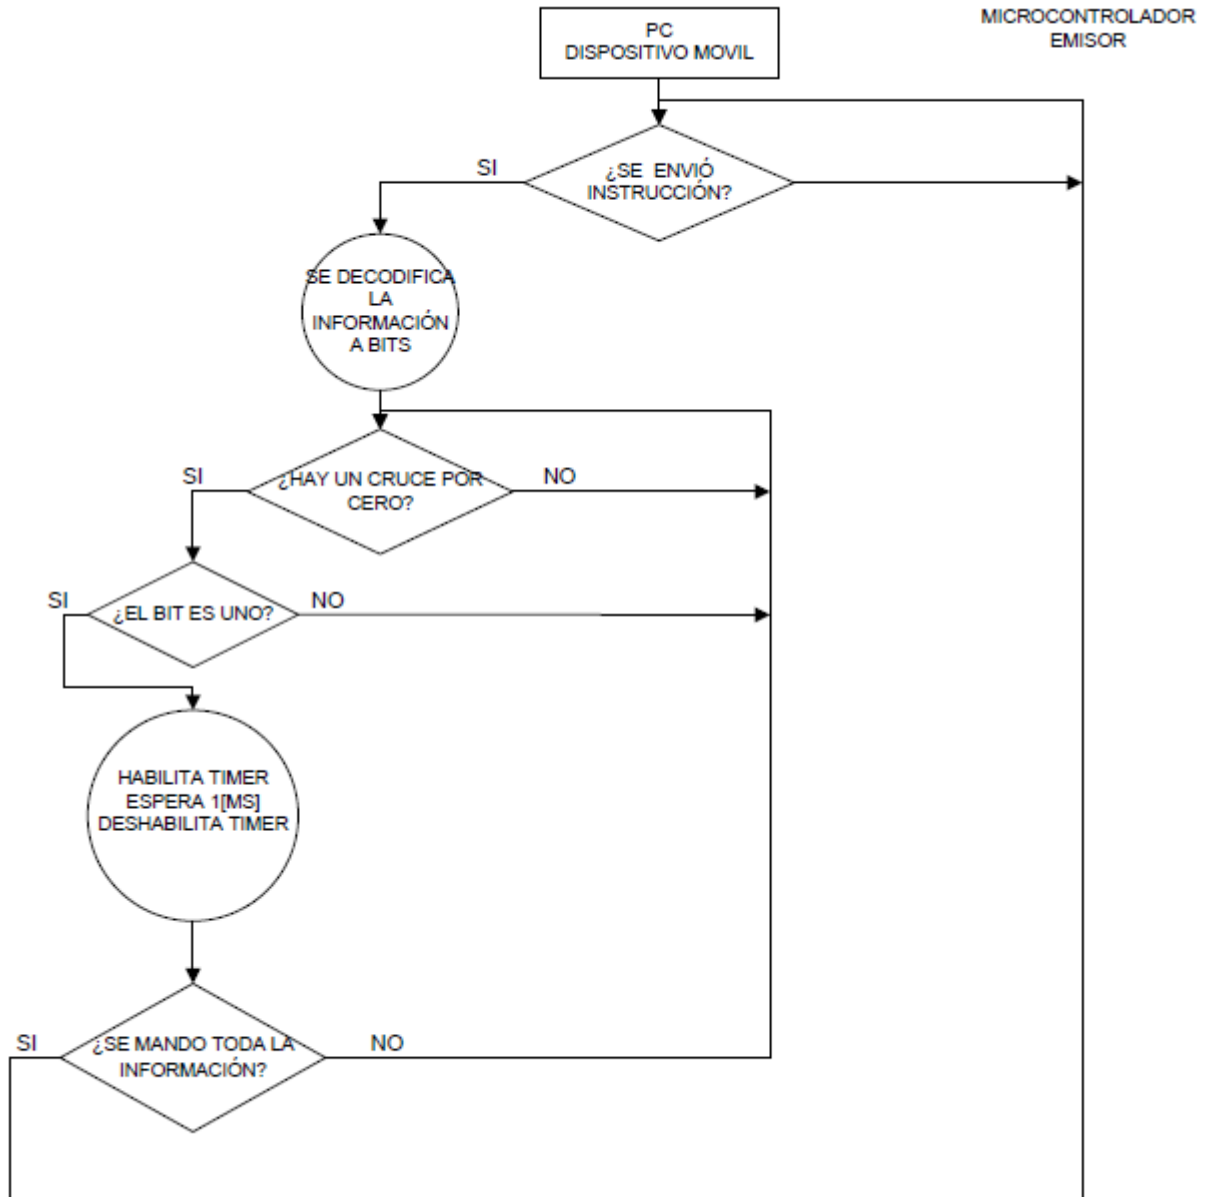 PC
DISPOSITIVO MOVIL
MICROCONTROLADOR
EMISOR
¿SE ENVIÓ
INSTRUCCIÓN?
SI
SE DECODIFICA
LA
INFORMACIÓN
A BITS
SI
¿HAY UN CRUCE POR
CERO?
NO
SI
¿EL BIT ES UNO?
NO
HABILITA TIMER
ESPERA 1[MS]
DESHABILITA TIMER
SI
¿SE MANDO TODA LA
INFORMACIÓN?
NO